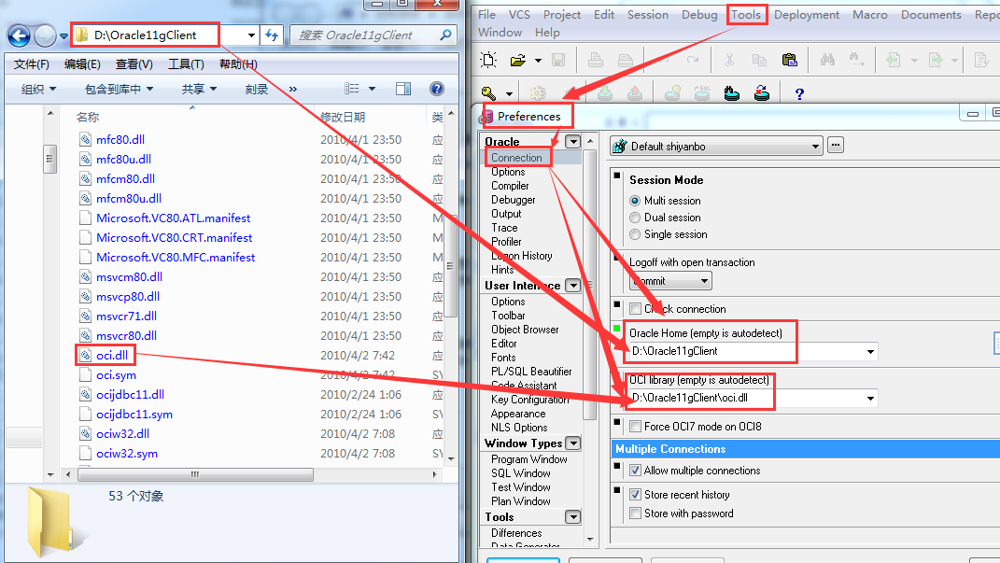 D:\Oracle11gClient
搜索 Oracle11gClient
文件(F) 编辑(E) 查看(V) 工具(T) 帮助(H)
组织 包含到库中 共享 刻录 »
名称 修改日期 类
mfc80.dll 2010/4/1 23:50 应
mfc80u.dll 2010/4/1 23:50 应
mfcm80.dll 2010/4/1 23:50 应
mfcm80u.dll 2010/4/1 23:50 应
Microsoft.VC80.ATL.manifest 2010/4/1 23:50 M
Microsoft.VC80.CRT.manifest 2010/4/1 23:50 M
Microsoft.VC80.MFC.manifest 2010/4/1 23:50 M
msvcm80.dll 2010/4/1 23:50 应
msvcp80.dll 2010/4/1 23:50 应
msvcr71.dll 2010/4/1 23:50 应
msvcr80.dll 2010/4/1 23:50 应
oci.dll 2010/4/2 7:42 应
oci.sym 2010/4/2 7:42 SY
ocijdbc11.dll 2010/2/24 1:06 应
ocijdbc11.sym 2010/2/24 1:06 SY
ociw32.dll 2010/4/2 7:08 应
ociw32.sym 2010/4/2 7:08 SY
53 个对象
File VCS Project Edit Session Debug Tools Deployment Macro Documents Repo
Window Help
SQL
Preferences
Oracle
Connection
Options
Compiler
Debugger
Output
Trace
Profiler
Logon History
Hints
User Interface
Options
Toolbar
Object Browser
Editor
Fonts
PL/SQL Beautifier
Code Assistant
Key Configuration
Appearance
NLS Options
Window Types
Program Window
SQL Window
Test Window
Plan Window
Tools
Differences
Data Generator
Default shiyanbo
Session Mode
Multi session
Dual session
Single session
Logoff with open transaction
Commit
Check connection
Oracle Home (empty is autodetect)
D:\Oracle11gClient
OCI library (empty is autodetect)
D:\Oracle11gClient\oci.dll
Force OCI7 mode on OCI8
Multiple Connections
Allow multiple connections
Store recent history
Store with password